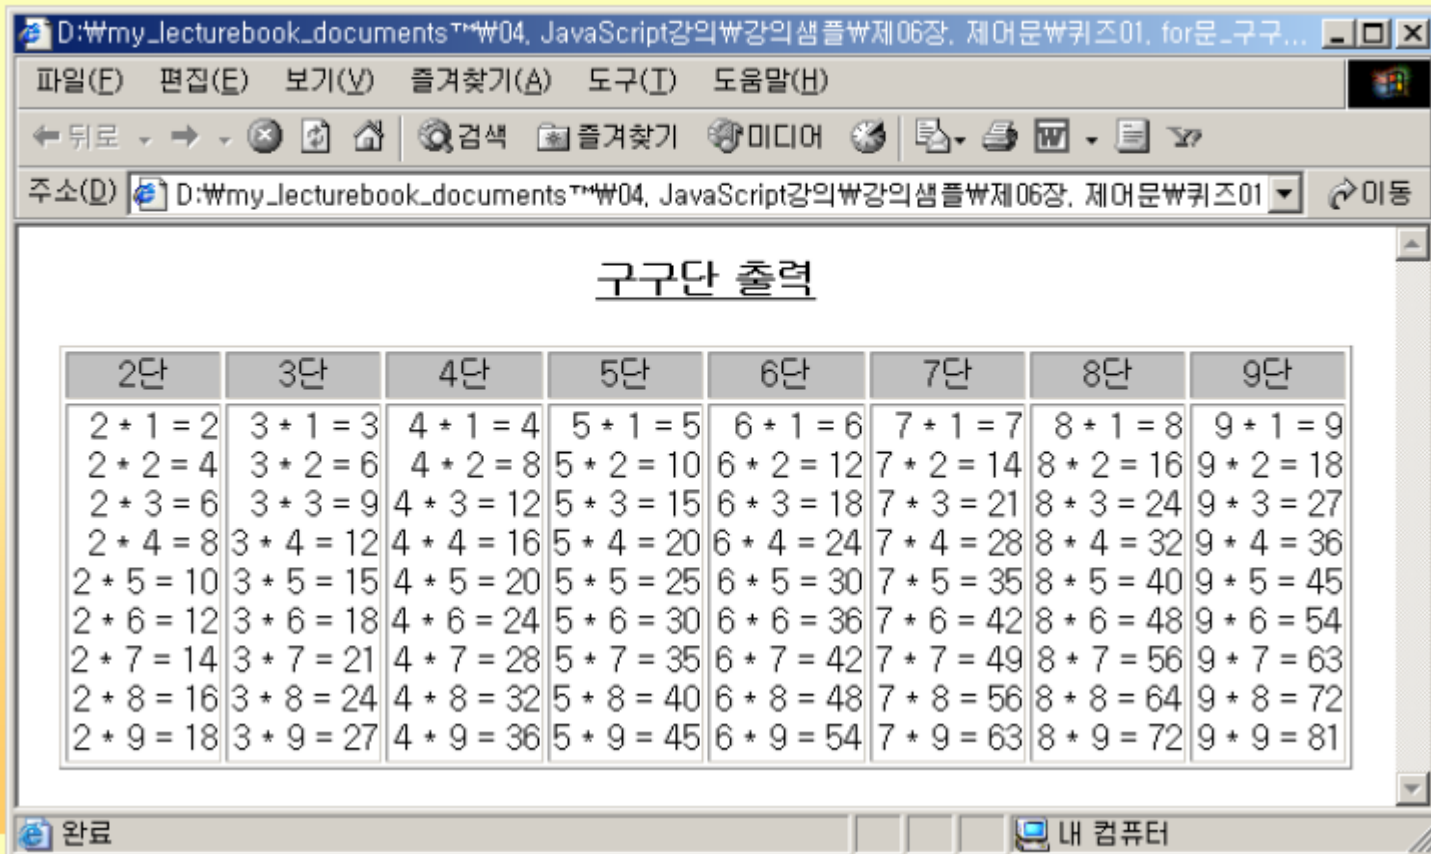 D:₩my_lecturebook_documents™₩04, JavaScript강의₩강의샘플₩제06장, 제어문₩퀴즈01, for문_구구...
파일(F) 편집(E) 보기(V) 즐겨찾기(A) 도구(T) 도움말(H)
뒤로 검색 즐겨찾기 미디어
주소(D) D:₩my_lecturebook_documents™₩04, JavaScript강의₩강의샘플₩제06장, 제어문₩퀴즈01 이동
구구단 출력
2단 3단 4단 5단 6단 7단 8단 9단
2 * 1 = 2 3 * 1 = 3 4 * 1 = 4 5 * 1 = 5 6 * 1 = 6 7 * 1 = 7 8 * 1 = 8 9 * 1 = 9
2 * 2 = 4 3 * 2 = 6 4 * 2 = 8 5 * 2 = 10 6 * 2 = 12 7 * 2 = 14 8 * 2 = 16 9 * 2 = 18
2 * 3 = 6 3 * 3 = 9 4 * 3 = 12 5 * 3 = 15 6 * 3 = 18 7 * 3 = 21 8 * 3 = 24 9 * 3 = 27
2 * 4 = 8 3 * 4 = 12 4 * 4 = 16 5 * 4 = 20 6 * 4 = 24 7 * 4 = 28 8 * 4 = 32 9 * 4 = 36
2 * 5 = 10 3 * 5 = 15 4 * 5 = 20 5 * 5 = 25 6 * 5 = 30 7 * 5 = 35 8 * 5 = 40 9 * 5 = 45
2 * 6 = 12 3 * 6 = 18 4 * 6 = 24 5 * 6 = 30 6 * 6 = 36 7 * 6 = 42 8 * 6 = 48 9 * 6 = 54
2 * 7 = 14 3 * 7 = 21 4 * 7 = 28 5 * 7 = 35 6 * 7 = 42 7 * 7 = 49 8 * 7 = 56 9 * 7 = 63
2 * 8 = 16 3 * 8 = 24 4 * 8 = 32 5 * 8 = 40 6 * 8 = 48 7 * 8 = 56 8 * 8 = 64 9 * 8 = 72
2 * 9 = 18 3 * 9 = 27 4 * 9 = 36 5 * 9 = 45 6 * 9 = 54 7 * 9 = 63 8 * 9 = 72 9 * 9 = 81
완료 내 컴퓨터